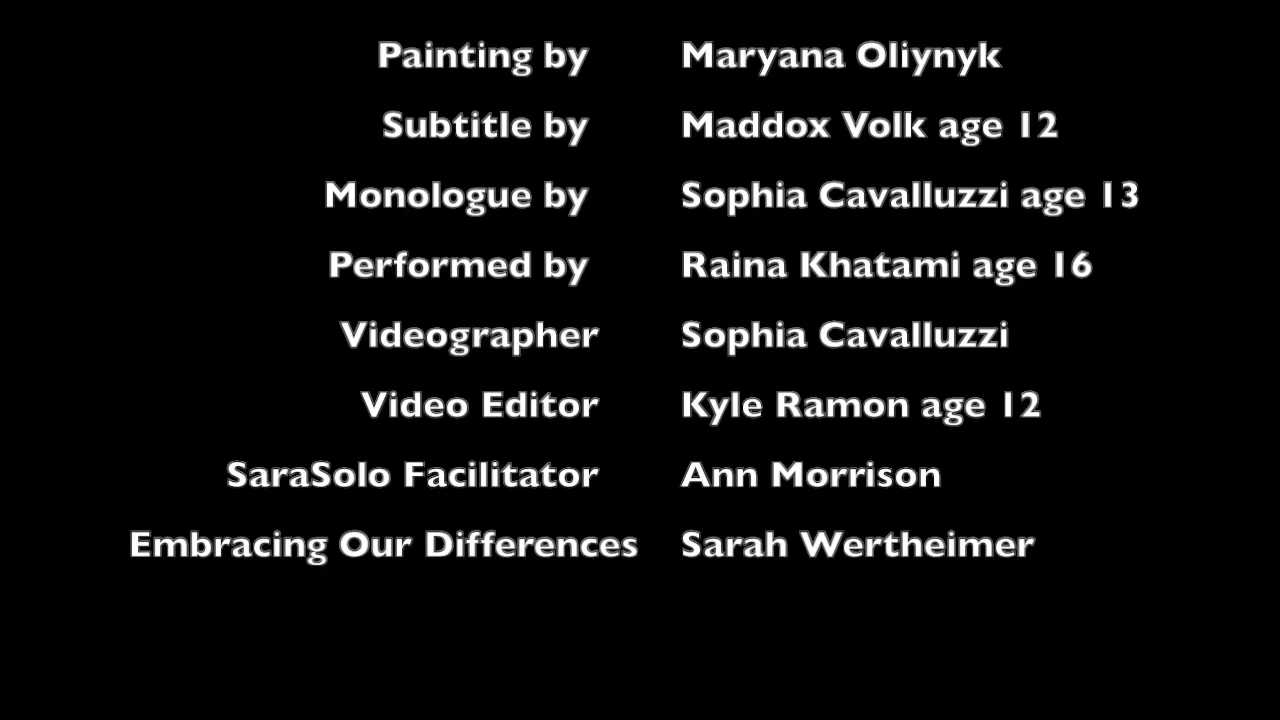 Painting by Maryana Oliynyk
Subtitle by Maddox Volk age 12
Monologue by Sophia Cavalluzzi age 13
Performed by Raina Khatami age 16
Videographer Sophia Cavalluzzi
Video Editor Kyle Ramon age 12
SaraSolo Facilitator Ann Morrison
Embracing Our Differences Sarah Wertheimer